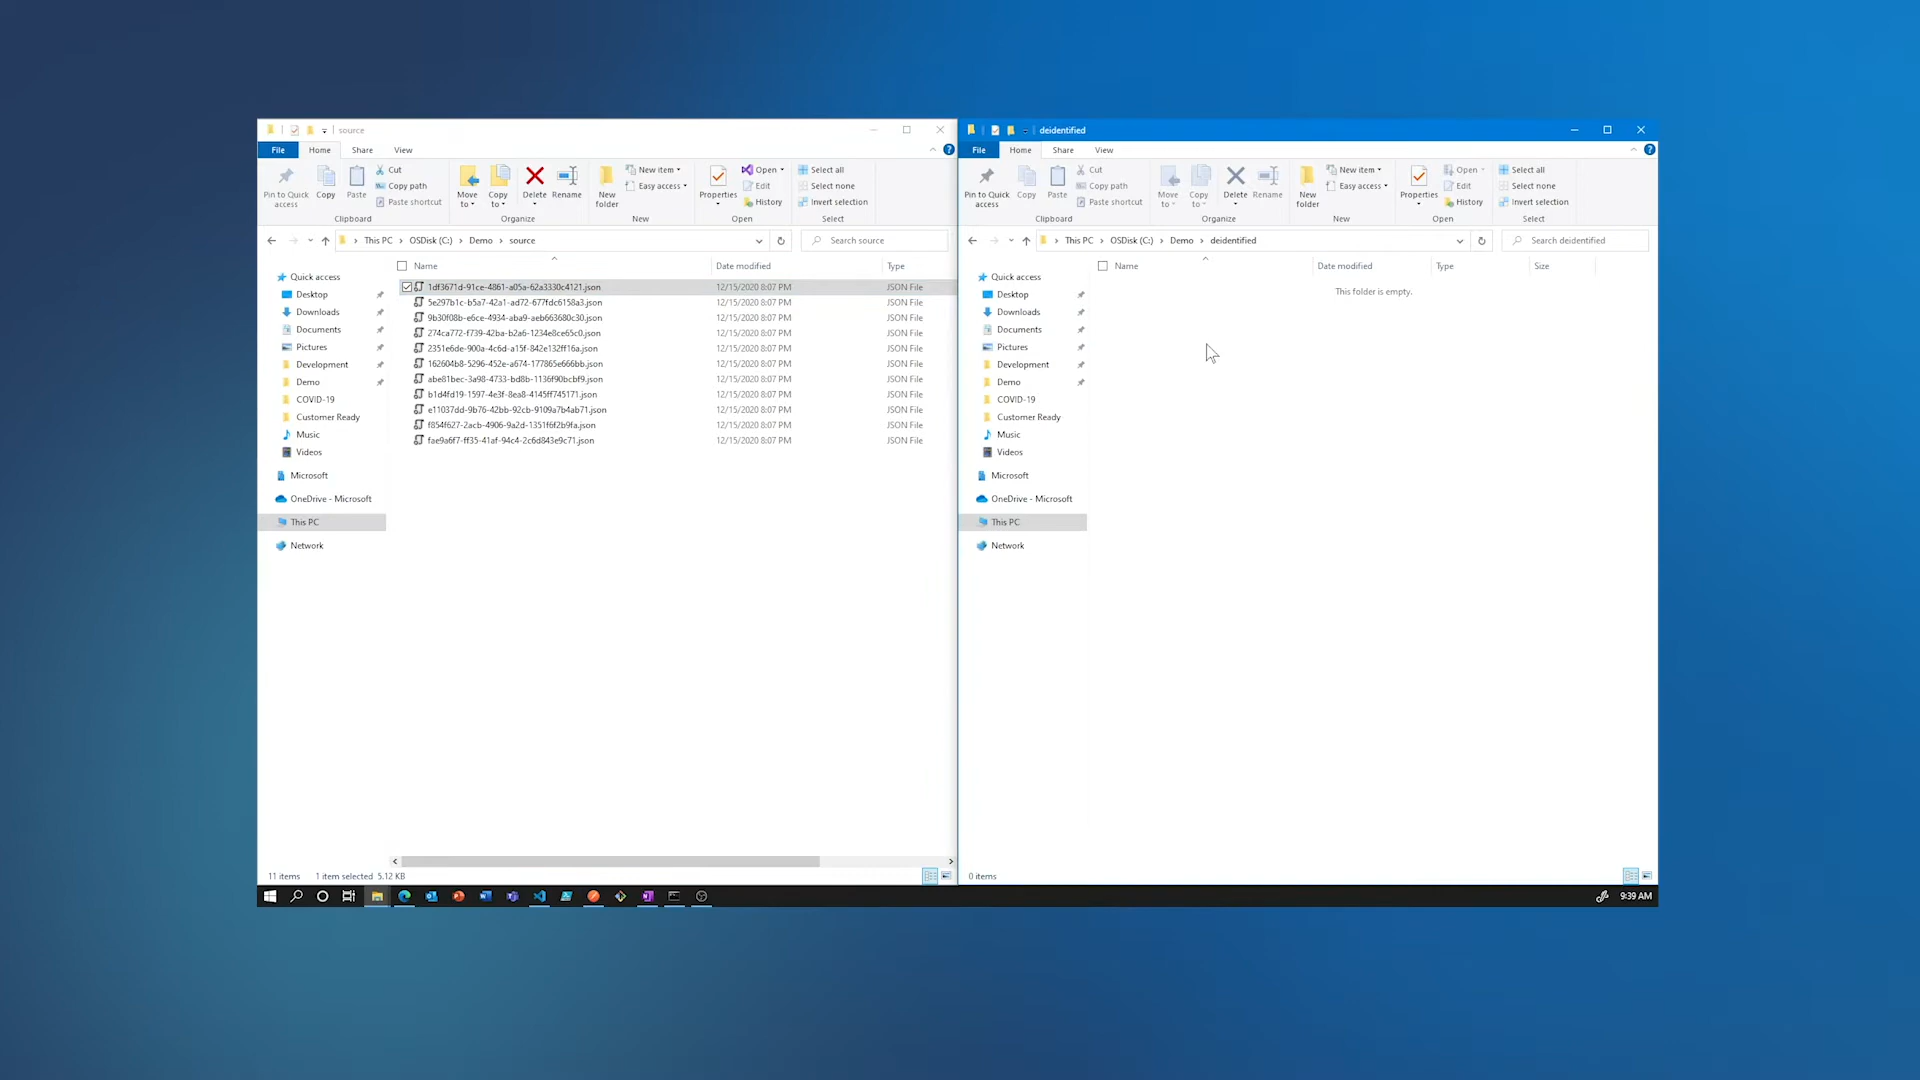 source
File Home Share View
Pin to Quick access
Copy
Paste
Cut
Copy path
Paste shortcut
Clipboard
Move to
Copy to
Delete
Rename
Organize
New folder
New item
Easy access
New
Properties
Open
Edit
History
Open
Select all
Select none
Invert selection
Select
This PC > OSDisk (C:) > Demo > source
Search source
Name Date modified Type
Quick access
Desktop
Downloads
Documents
Pictures
Development
Demo
COVID-19
Customer Ready
Music
Videos
Microsoft
OneDrive - Microsoft
This PC
Network
1df3671d-91ce-4861-a05a-62a3330c4121.json 12/15/2020 8:07 PM JSON File
5e297b1c-b5a7-42a1-ad72-677fdc6158a3.json 12/15/2020 8:07 PM JSON File
9b30f08b-e6ce-4934-aba9-aeb663680c30.json 12/15/2020 8:07 PM JSON File
274ca772-f739-42ba-b2a6-1234e8ce65c0.json 12/15/2020 8:07 PM JSON File
2351e6de-900a-4c6d-a15f-842e132ff16a.json 12/15/2020 8:07 PM JSON File
162604b8-5296-452e-a674-177865e666bb.json 12/15/2020 8:07 PM JSON File
abe81bec-3a98-4733-bd8b-1136f90bcbf9.json 12/15/2020 8:07 PM JSON File
b1d4fd19-1597-4e3f-8ea8-4145ff745171.json 12/15/2020 8:07 PM JSON File
e11037dd-9b76-42bb-92cb-9109a7b4ab71.json 12/15/2020 8:07 PM JSON File
f854f627-2acb-4906-9a2d-1351f6f2b9fa.json 12/15/2020 8:07 PM JSON File
fae9a6f7-ff35-41af-94c4-2c6d843e9c71.json 12/15/2020 8:07 PM JSON File
11 items 1 item selected 5.12 KB
deidentified
File Home Share View
Pin to Quick access
Copy
Paste
Cut
Copy path
Paste shortcut
Clipboard
Move to
Copy to
Delete
Rename
Organize
New folder
New item
Easy access
New
Properties
Open
Edit
History
Open
Select all
Select none
Invert selection
Select
This PC > OSDisk (C:) > Demo > deidentified
Search deidentified
Name Date modified Type Size
This folder is empty.
Quick access
Desktop
Downloads
Documents
Pictures
Development
Demo
COVID-19
Customer Ready
Music
Videos
Microsoft
OneDrive - Microsoft
This PC
Network
0 items
9:39 AM